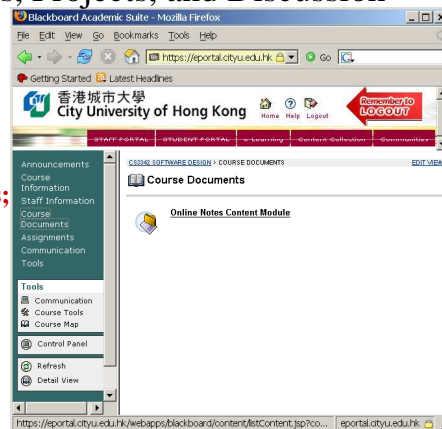 s, Projects, and Discussion
Blackboard Academic Suite - Mozilla Firefox
File Edit View Go Bookmarks Tools Help
https://eportal.cityu.edu.hk
Go
Getting Started Latest Headlines
香港城市大學
City University of Hong Kong
Home Help Logout
Remember to
LOGOUT
STAFF PORTAL STUDENT PORTAL e-Learning Content Collection Communities
Announcements
Course
Information
Staff Information
Course
Documents
Assignments
Communication
Tools
Tools
Communication
Course Tools
Course Map
Control Panel
Refresh
Detail View
s;
CS3342 SOFTWARE DESIGN > COURSE DOCUMENTS EDIT VIEW
Course Documents
Online Notes Content Module
https://eportal.cityu.edu.hk/webapps/blackboard/content/listContent.jsp?co... eportal.cityu.edu.hk